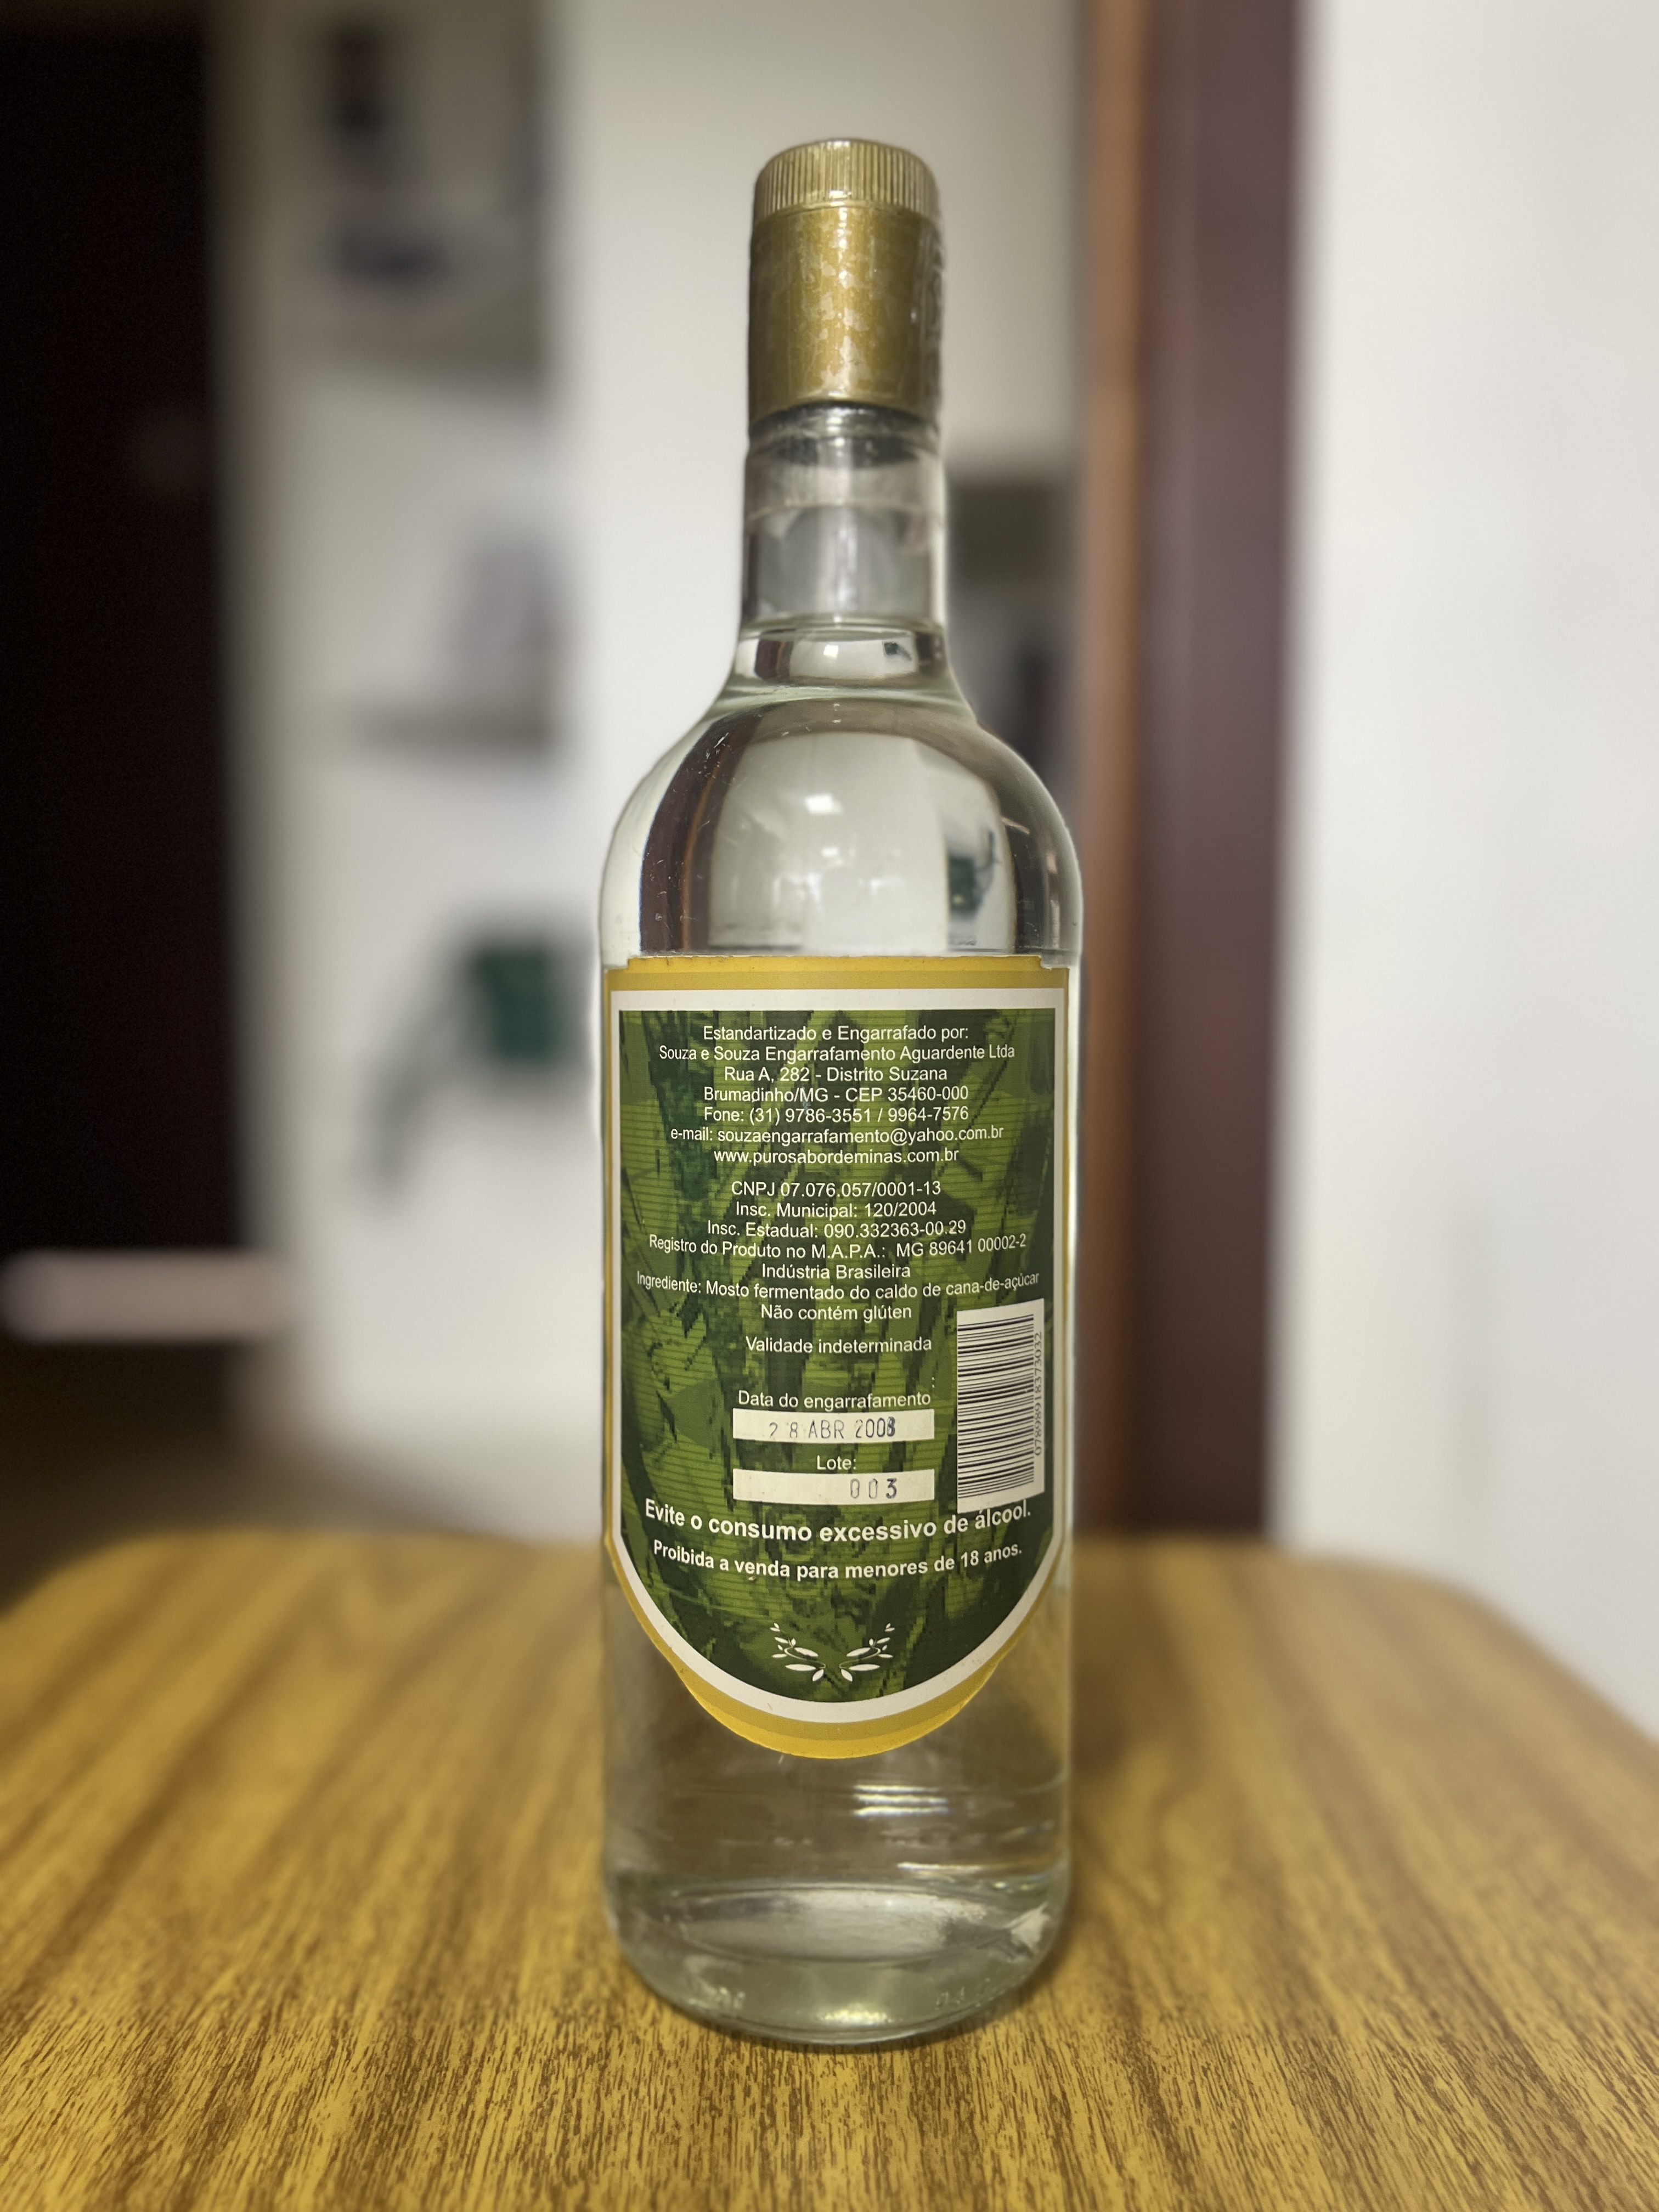 Estandartizado e Engarrafado por:
Souza e Souza Engarrafamento Aguardente Ltda
Rua A, 282 - Distrito Suzana
Brumadinho/MG - CEP 35460-000
Fone: (31) 9786-3551 / 9964-7576
e-mail: souzaengarrafamento@yahoo.com.br
www.purosabordeminas.com.br
CNPJ 07.076.057/0001-13
Insc. Municipal: 120/2004
Insc. Estadual: 090.332363-00.29
Registro do Produto no M.A.P.A.: MG 89641 00002-2
Indústria Brasileira
Ingrediente: Mosto fermentado do caldo de cana-de-açúcar
Não contém glúten
Validade indeterminada
Data do engarrafamento:
28 ABR 2008
Lote:
003
Evite o consumo excessivo de álcool.
Proibida a venda para menores de 18 anos.